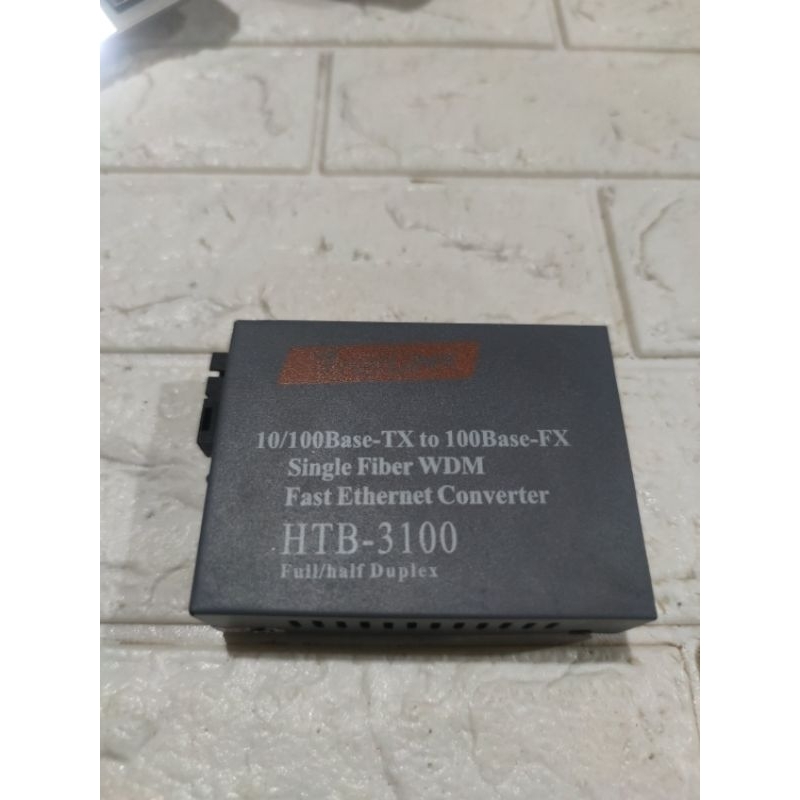 10/100Base-TX to 100Base-FX
Single Fiber WDM
Fast Ethernet Converter
HTB-3100
Full/half Duplex